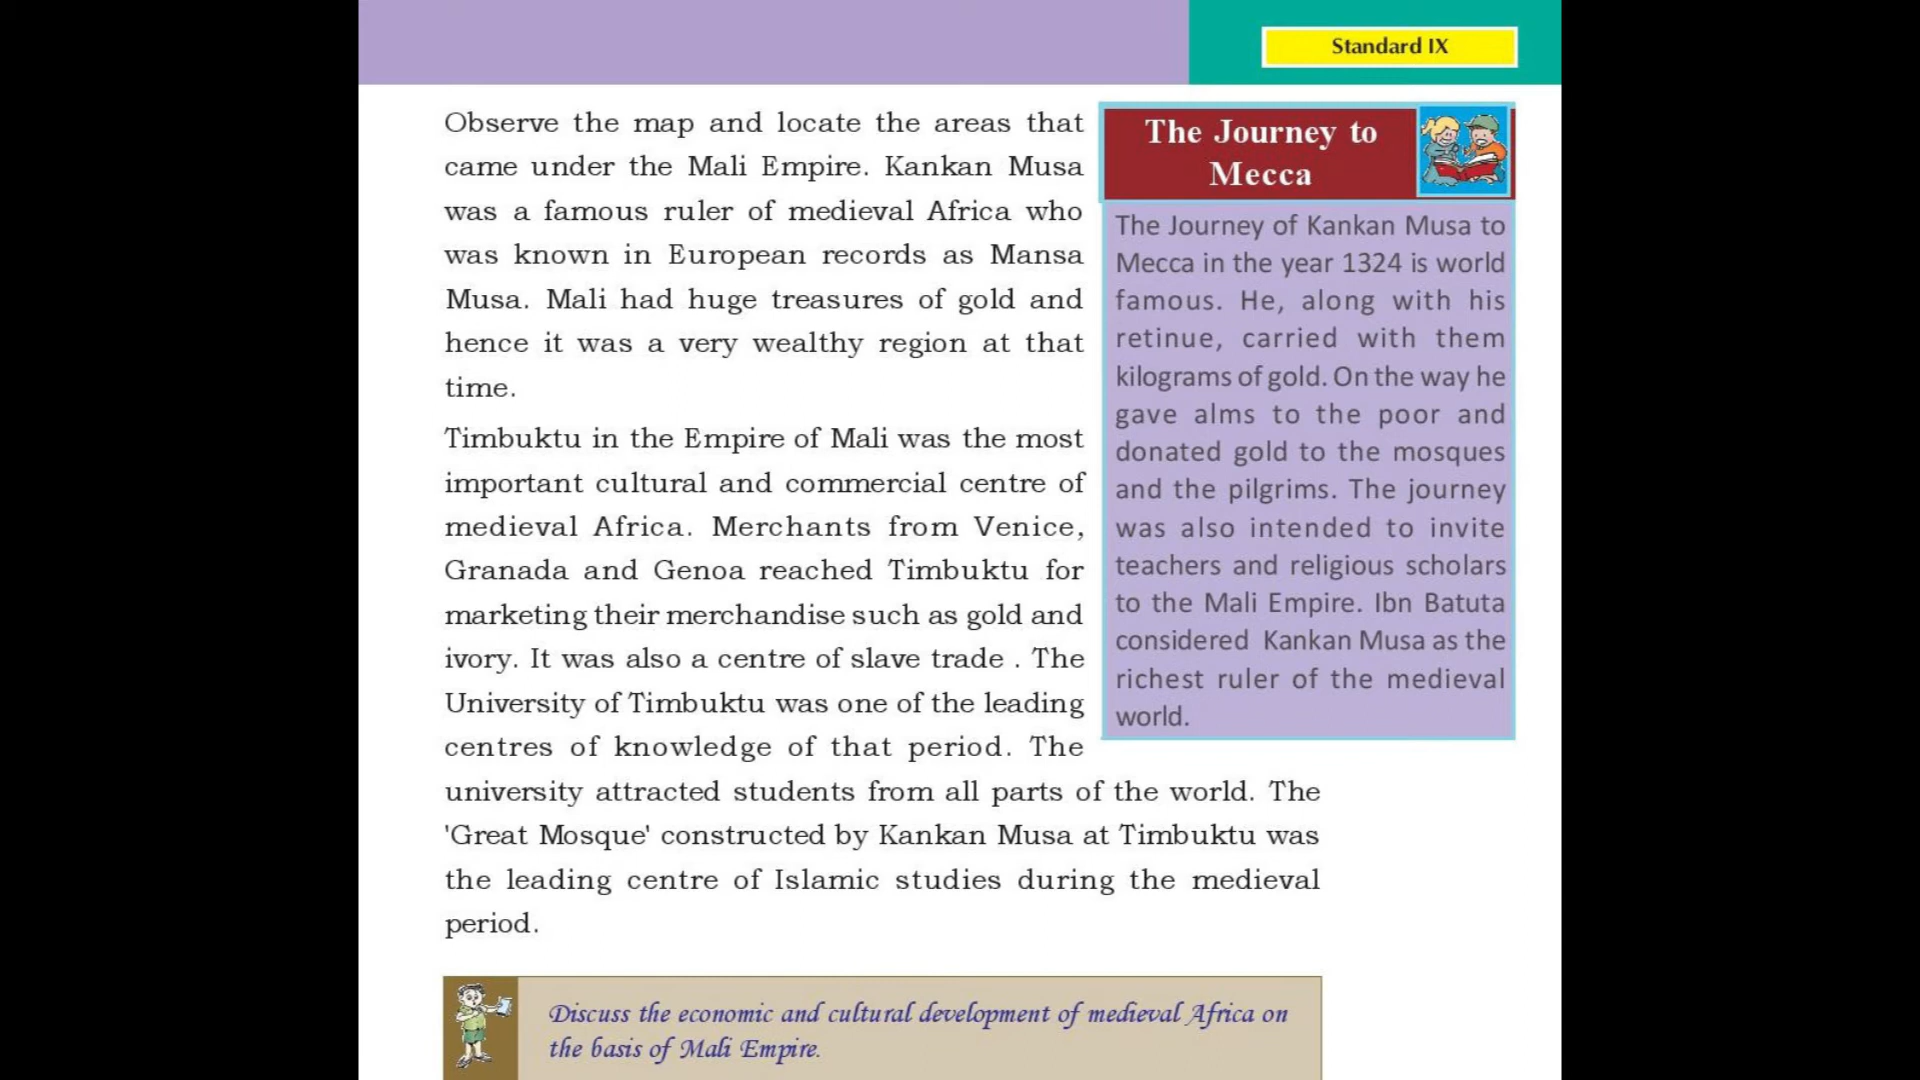 Standard IX
Observe the map and locate the areas that
came under the Mali Empire. Kankan Musa
was a famous ruler of medieval Africa who
was known in European records as Mansa
Musa. Mali had huge treasures of gold and
hence it was a very wealthy region at that
time.
Timbuktu in the Empire of Mali was the most
important cultural and commercial centre of
medieval Africa. Merchants from Venice,
Granada and Genoa reached Timbuktu for
marketing their merchandise such as gold and
ivory. It was also a centre of slave trade . The
University of Timbuktu was one of the leading
centres of knowledge of that period. The
university attracted students from all parts of the world. The
'Great Mosque' constructed by Kankan Musa at Timbuktu was
the leading centre of Islamic studies during the medieval
period.
The Journey to
Mecca
The Journey of Kankan Musa to
Mecca in the year 1324 is world
famous. He, along with his
retinue, carried with them
kilograms of gold. On the way he
gave alms to the poor and
donated gold to the mosques
and the pilgrims. The journey
was also intended to invite
teachers and religious scholars
to the Mali Empire. Ibn Batuta
considered Kankan Musa as the
richest ruler of the medieval
world.
Discuss the economic and cultural development of medieval Africa on
the basis of Mali Empire.